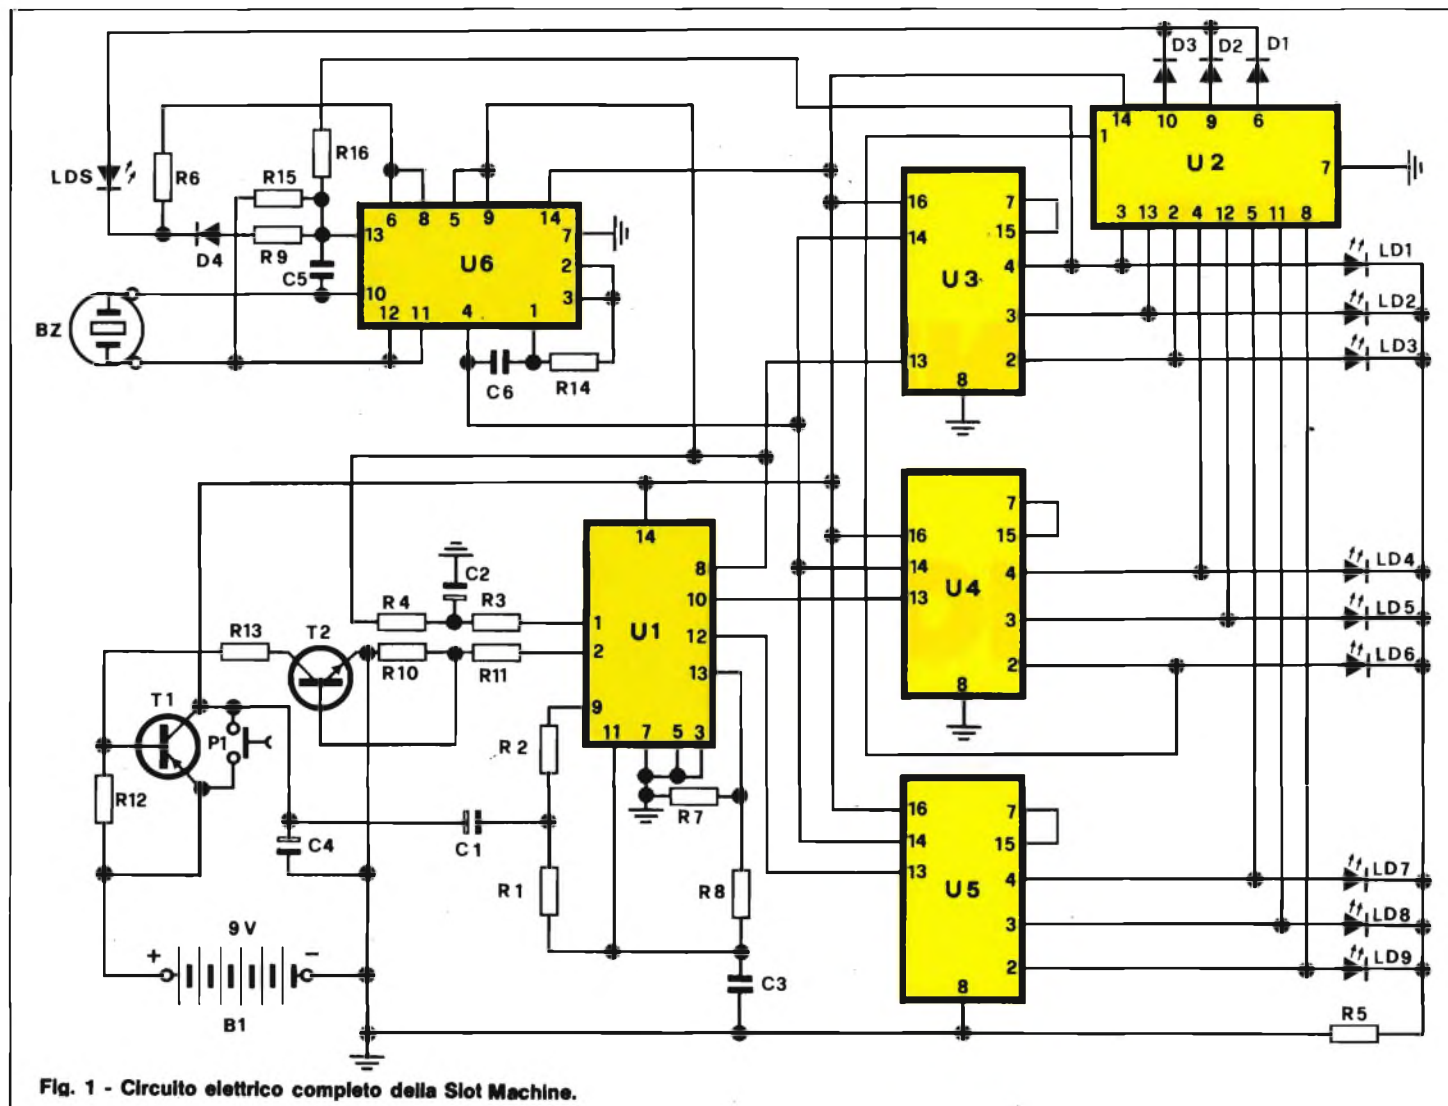 D3 D2 D1
14 10 9 6
1
U2
7
3 13 2 4 12 5 11 8
LDS
R6
R16
R15
D4
R9
C5
BZ
6 8 5 9 14
13
7
U6
2
3
10
12 11 4 1
C6
R14
16
7
14
15
U3
4
3
13
2
8
LD1
LD2
LD3
14
8
10
U1
12
13
1
2
9
11 7 5 3
C2
R4
R3
R10
R11
R13
T2
T1
P1
R12
C4
C1
R2
R1
R7
R8
C3
16
7
14
15
13
U4
4
3
2
8
LD4
LD5
LD6
16
7
14
15
13
U5
4
3
2
8
LD7
LD8
LD9
R5
9 V
+ −
B1
Fig. 1 - Circuito elettrico completo della Slot Machine.